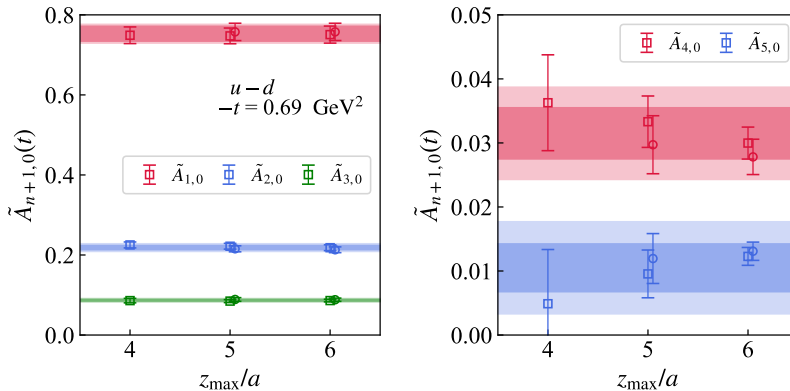 0.8
0.6
0.4
0.2
0.0
Ã_{n+1,0}(t)
u − d
−t = 0.69 GeV²
Ã_{1,0} Ã_{2,0} Ã_{3,0}
4 5 6
z_max/a
0.05
0.04
0.03
0.02
0.01
0.00
Ã_{n+1,0}(t)
Ã_{4,0} Ã_{5,0}
4 5 6
z_max/a